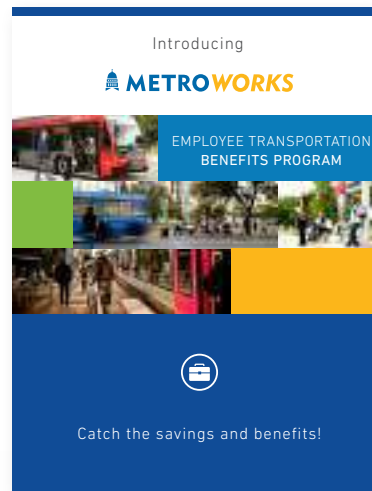 Introducing
METROWORKS
EMPLOYEE TRANSPORTATION
BENEFITS PROGRAM
Catch the savings and benefits!